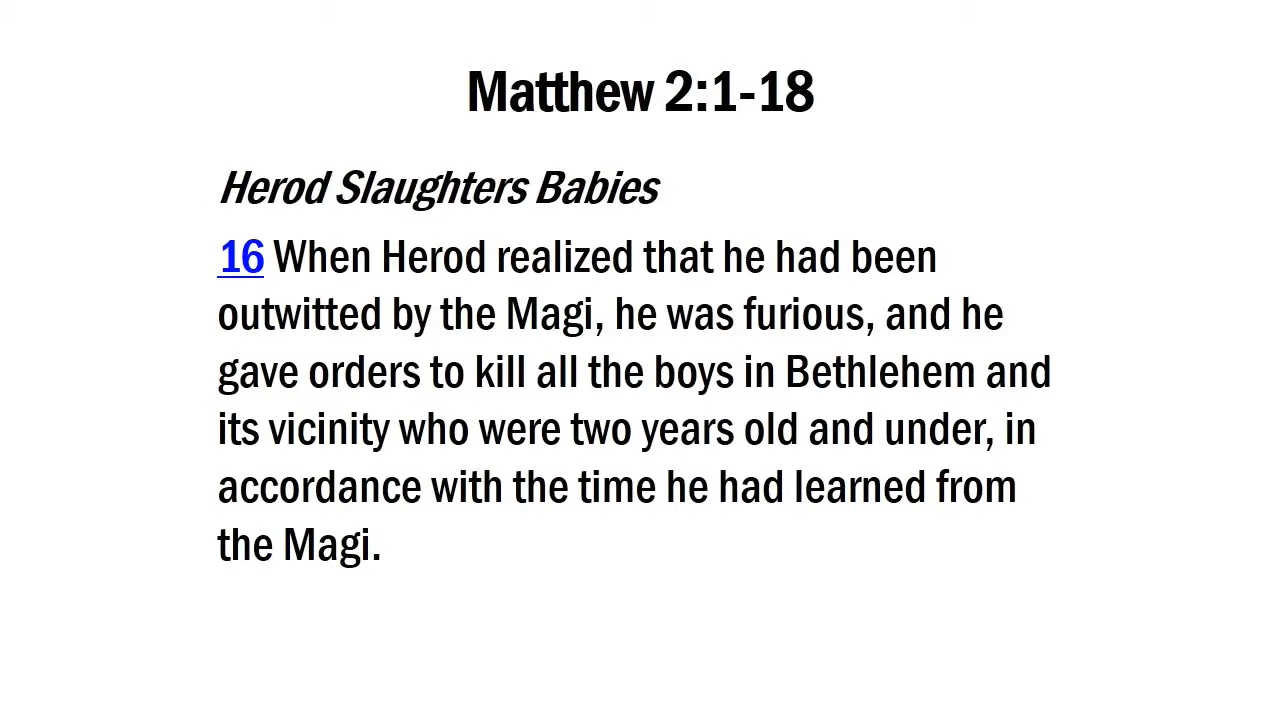 Matthew 2:1-18
Herod Slaughters Babies
16 When Herod realized that he had been
outwitted by the Magi, he was furious, and he
gave orders to kill all the boys in Bethlehem and
its vicinity who were two years old and under, in
accordance with the time he had learned from
the Magi.